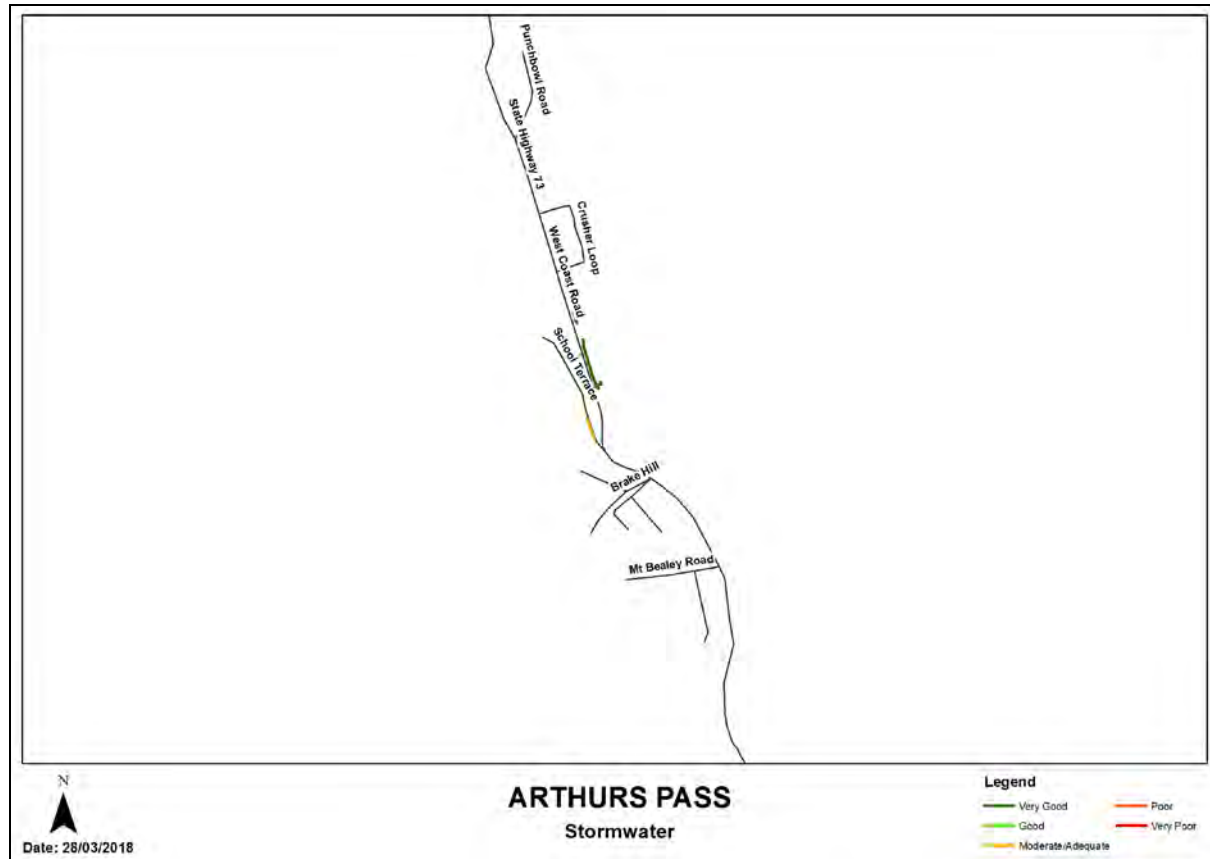 Punchbowl Road
State Highway 73
Crusher Loop
West Coast Road
School Terrace
Brake Hill
Mt Bealey Road
N
Date: 28/03/2018
ARTHURS PASS
Stormwater
Legend
Very Good
Good
Moderate/Adequate
Poor
Very Poor